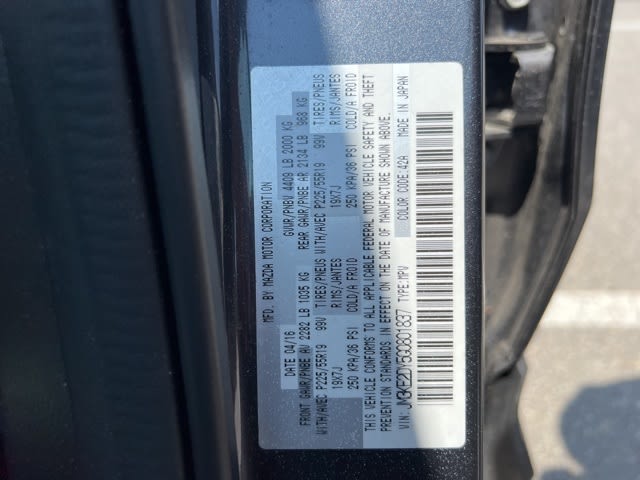 MFD. BY MAZDA MOTOR CORPORATION
DATE 04/16 GVWR/PNBV 4409 LB 2000 KG
FRONT GAWR/PNBE AV 2282 LB 1035 KG REAR GAWR/PNBE AR 2134 LB 968 KG
WITH/AVEC P225/55R19 99V TIRES/PNEUS WITH/AVEC P225/55R19 99V TIRES/PNEUS
19X7J RIMS/JANTES 19X7J RIMS/JANTES
250 KPA/36 PSI COLD/A FROID 250 KPA/36 PSI COLD/A FROID
THIS VEHICLE CONFORMS TO ALL APPLICABLE FEDERAL MOTOR VEHICLE SAFETY AND THEFT
PREVENTION STANDARDS IN EFFECT ON THE DATE OF MANUFACTURE SHOWN ABOVE.
COLOR CODE:42A MADE IN JAPAN
VIN: JM3KE2DY5G0801837 TYPE:MPV